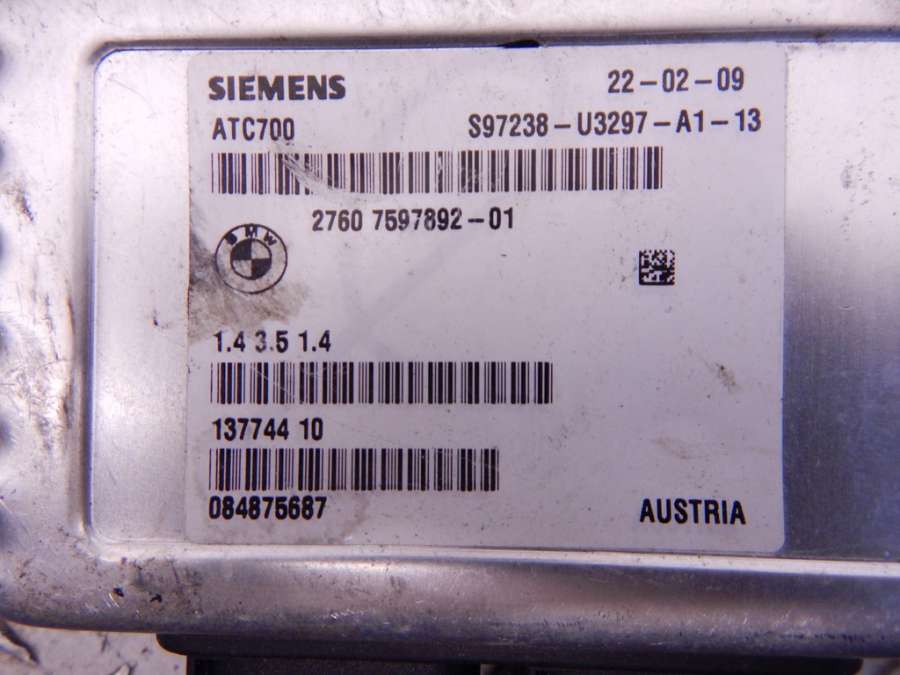 SIEMENS 22-02-09
ATC700 S97238-U3297-A1-13
2760 7597892-01
BMW
1.4 3.5 1.4
137744 10
084875687 AUSTRIA